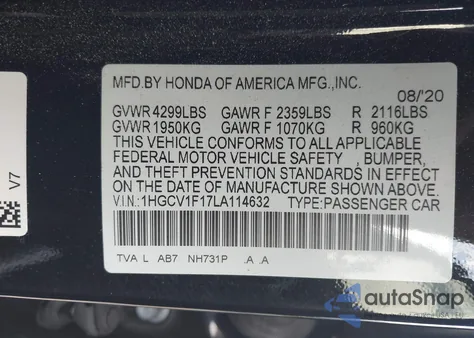 MFD.BY HONDA OF AMERICA MFG.,INC.
08/'20
GVWR 4299LBS GAWR F 2359LBS R 2116LBS
GVWR 1950KG GAWR F 1070KG R 960KG
THIS VEHICLE CONFORMS TO ALL APPLICABLE
FEDERAL MOTOR VEHICLE SAFETY , BUMPER,
AND THEFT PREVENTION STANDARDS IN EFFECT
ON THE DATE OF MANUFACTURE SHOWN ABOVE.
V.I.N.: 1HGCV1F17LA114632 TYPE:PASSENGER CAR
TVA L AB7 NH731P .A .A
V7
autoSnap